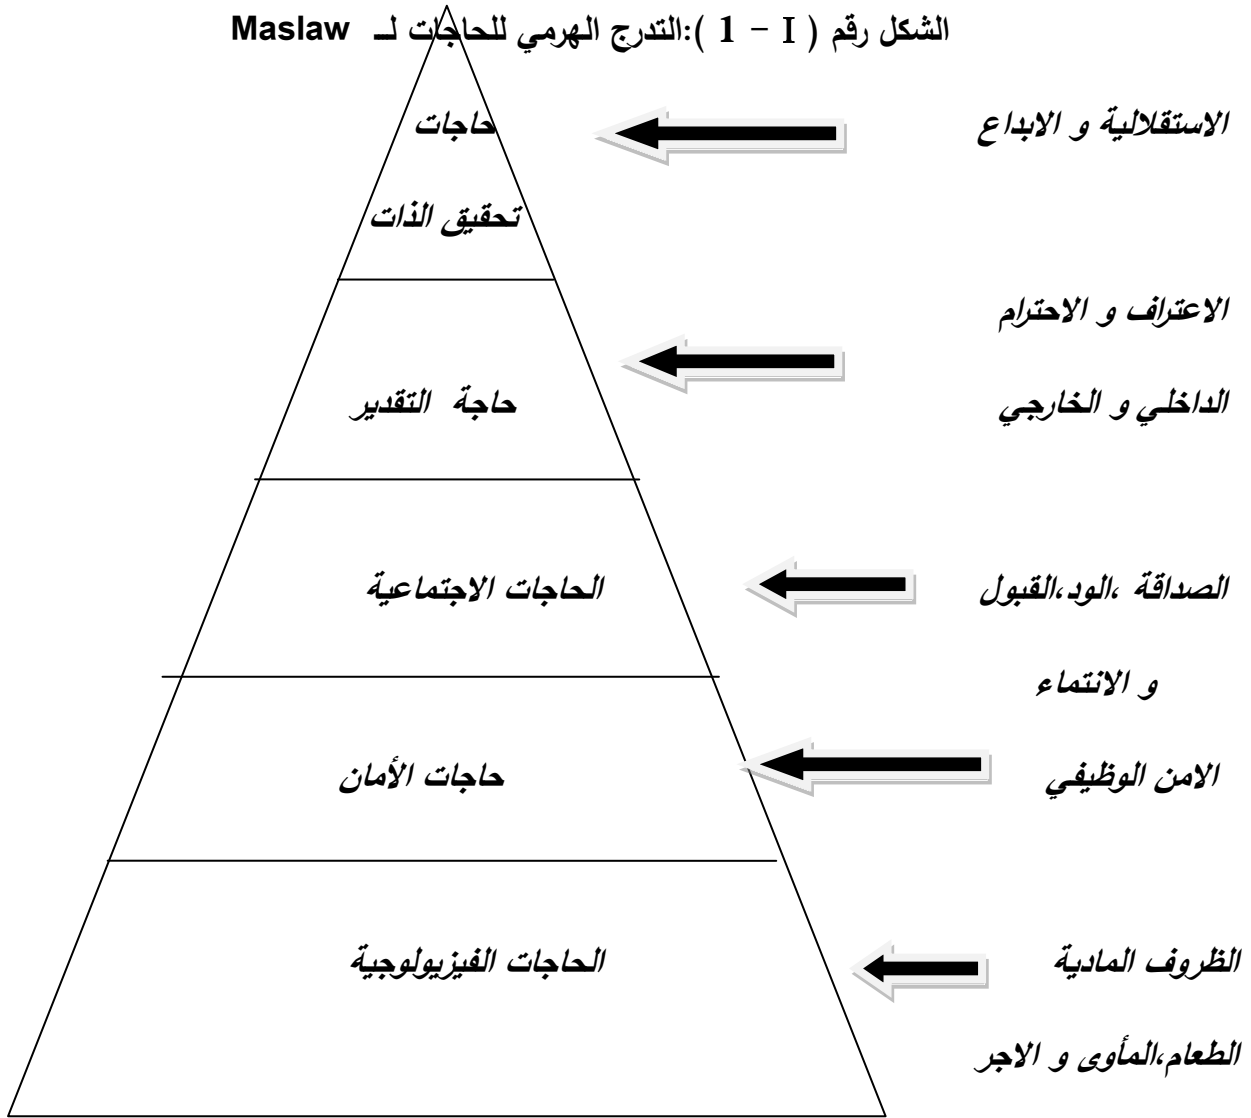 الشكل رقم ( I - 1 ):التدرج الهرمي للحاجات لـ Maslaw
الاستقلالية و الابداع
حاجات
تحقيق الذات
الاعتراف و الاحترام
الداخلي و الخارجي
حاجة التقدير
الصداقة ،الود،القبول
و الانتماء
الحاجات الاجتماعية
الامن الوظيفي
حاجات الأمان
الظروف المادية
الطعام،المأوى و الاجر
الحاجات الفيزيولوجية